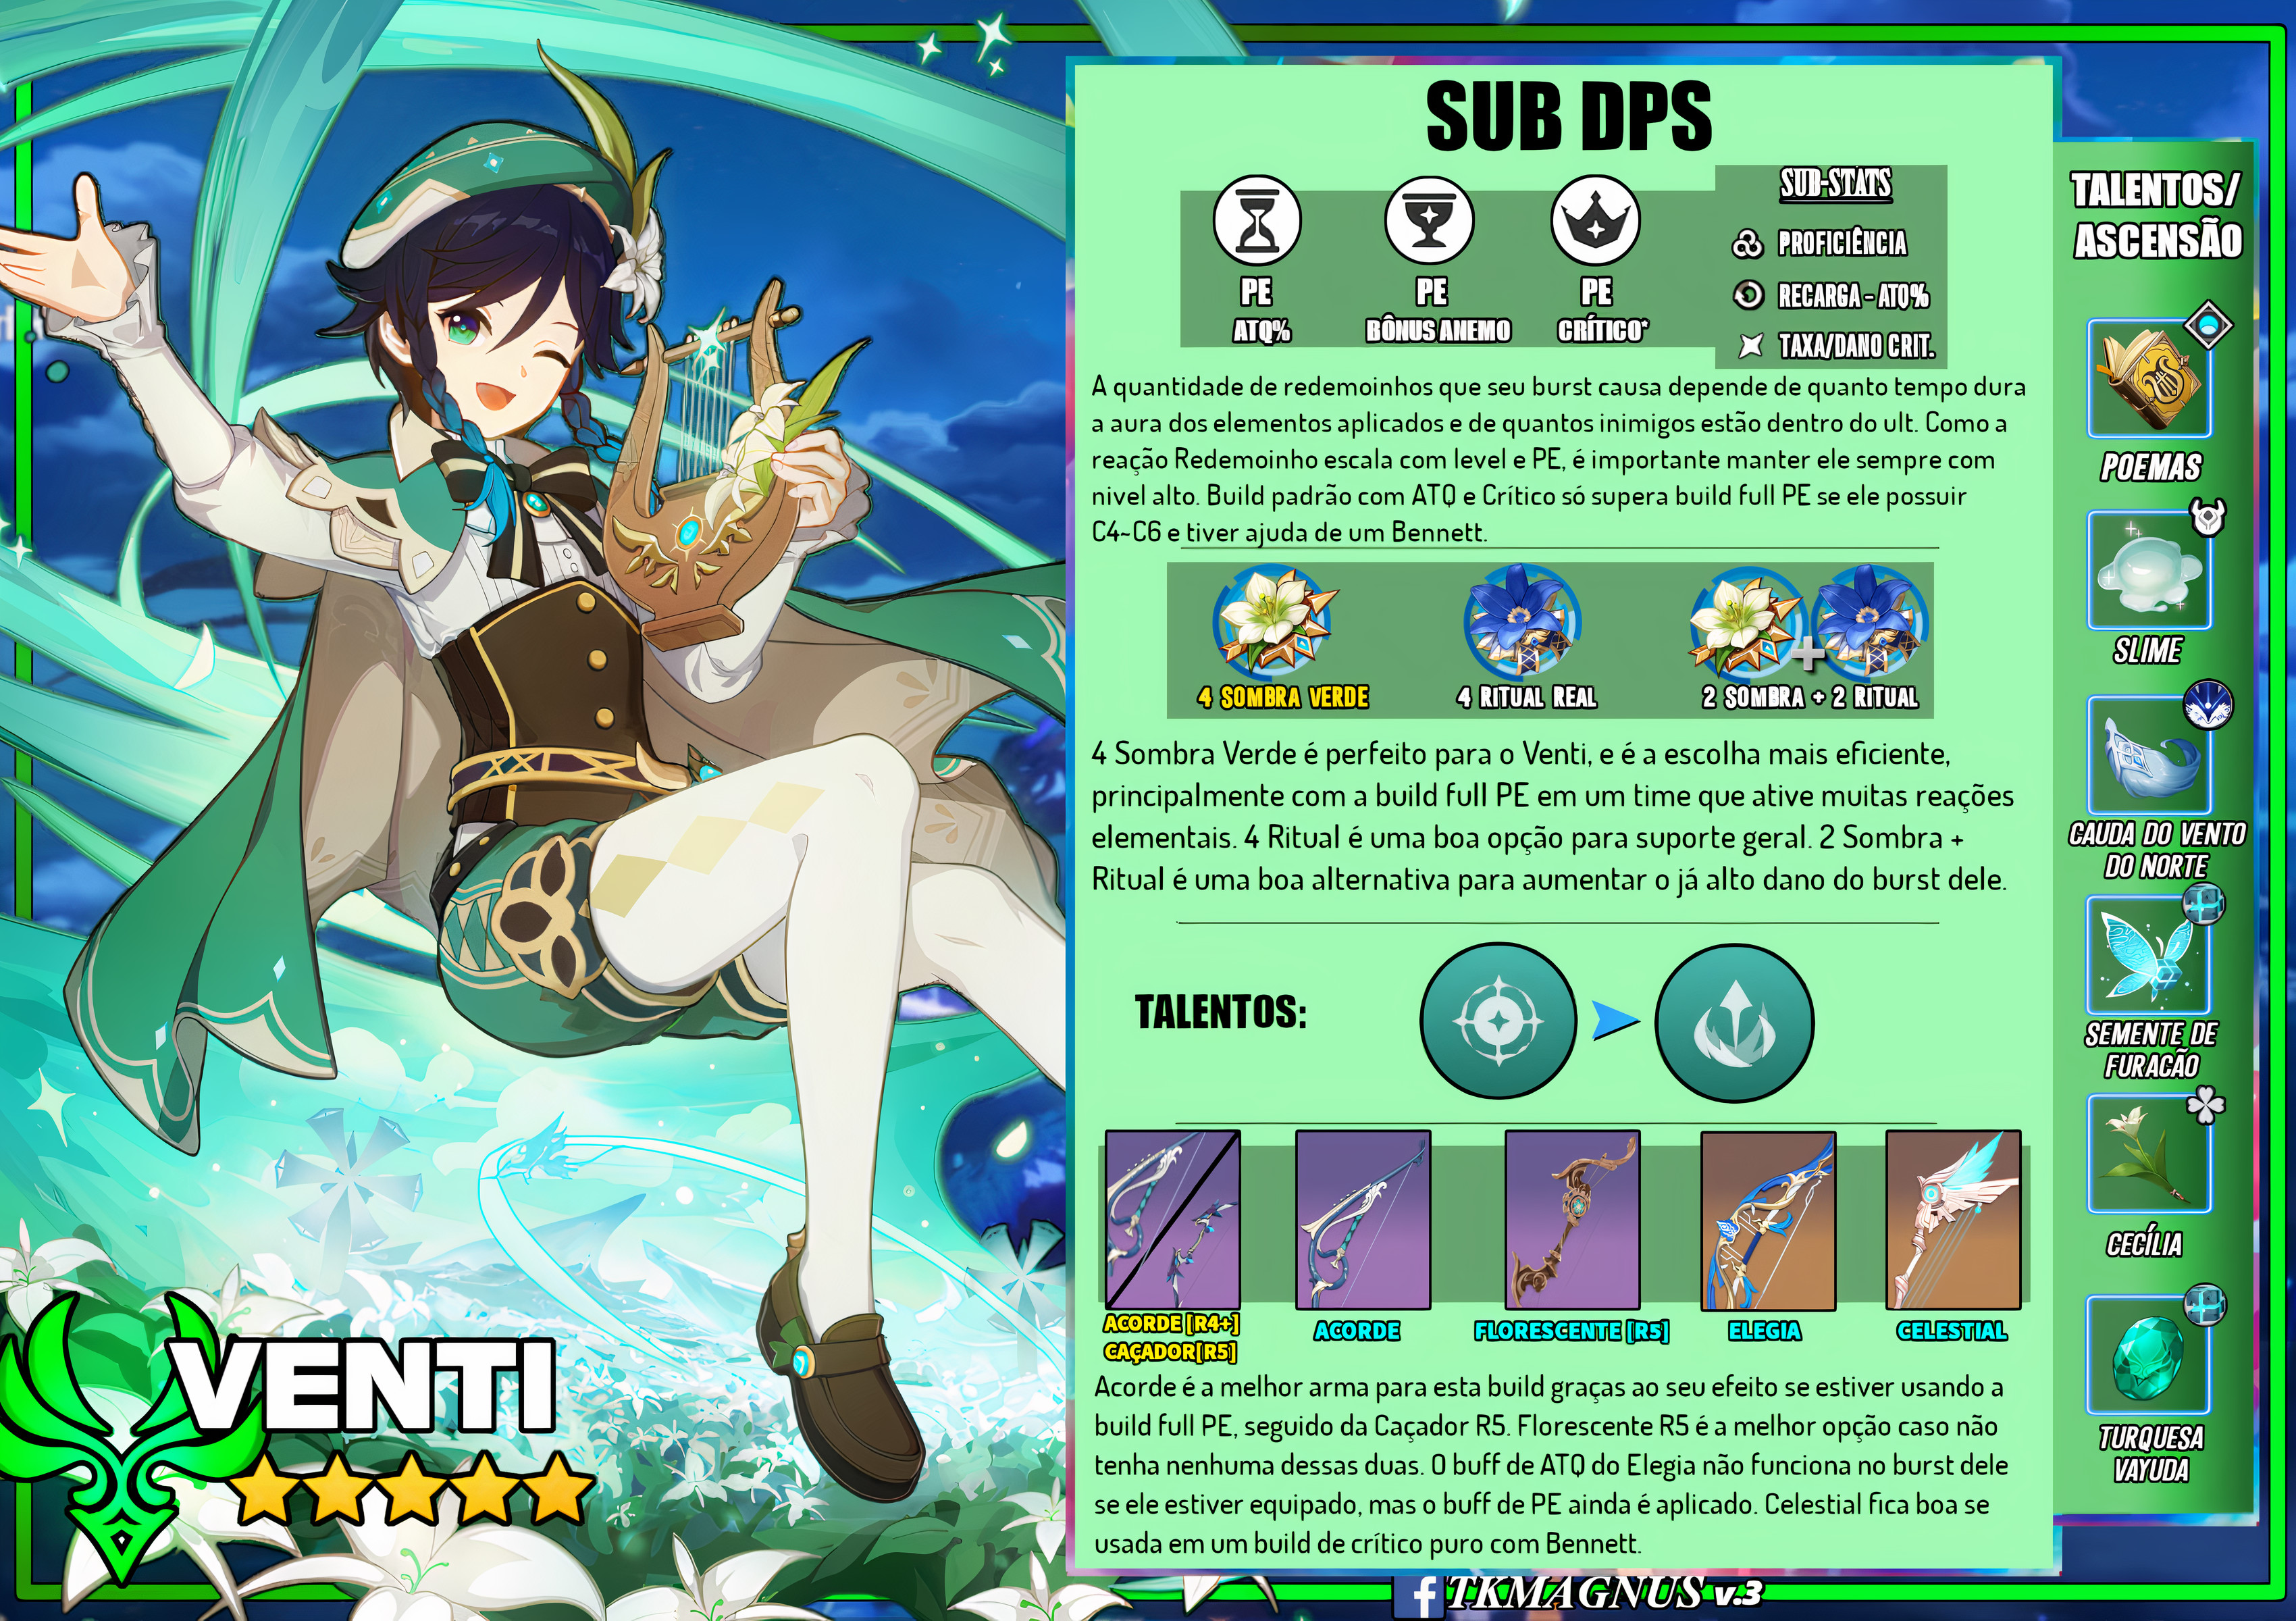 SUB DPS
PE
ATQ%
PE
BÔNUS ANEMO
PE
CRÍTICO*
SUB-STATS
PROFICIÊNCIA
RECARGA - ATQ%
TAXA/DANO CRIT.
A quantidade de redemoinhos que seu burst causa depende de quanto tempo dura
a aura dos elementos aplicados e de quantos inimigos estão dentro do ult. Como a
reação Redemoinho escala com level e PE, é importante manter ele sempre com
nivel alto. Build padrão com ATQ e Crítico só supera build full PE se ele possuir
C4~C6 e tiver ajuda de um Bennett.
4 SOMBRA VERDE
4 RITUAL REAL
2 SOMBRA + 2 RITUAL
4 Sombra Verde é perfeito para o Venti, e é a escolha mais eficiente,
principalmente com a build full PE em um time que ative muitas reações
elementais. 4 Ritual é uma boa opção para suporte geral. 2 Sombra +
Ritual é uma boa alternativa para aumentar o já alto dano do burst dele.
TALENTOS:
ACORDE [R4+]
CAÇADOR[R5]
ACORDE
FLORESCENTE [R5]
ELEGIA
CELESTIAL
Acorde é a melhor arma para esta build graças ao seu efeito se estiver usando a
build full PE, seguido da Caçador R5. Florescente R5 é a melhor opção caso não
tenha nenhuma dessas duas. O buff de ATQ do Elegia não funciona no burst dele
se ele estiver equipado, mas o buff de PE ainda é aplicado. Celestial fica boa se
usada em um build de crítico puro com Bennett.
TALENTOS/
ASCENSÃO
POEMAS
SLIME
CAUDA DO VENTO
DO NORTE
SEMENTE DE
FURACÃO
CECÍLIA
TURQUESA
VAYUDA
VENTI
f TKMAGNUS v.3